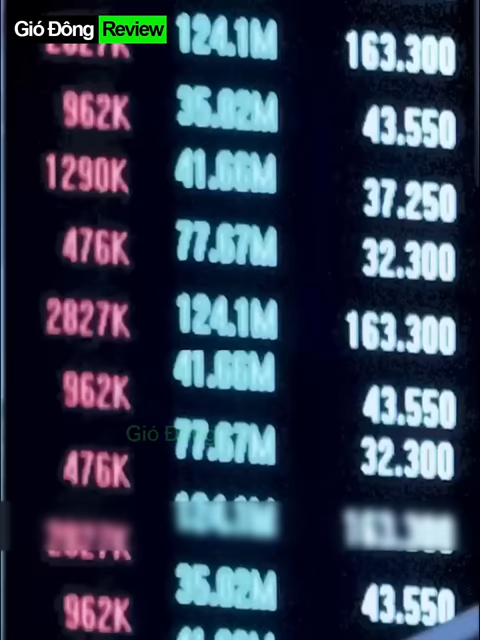 Gió Đông Review
2827K 124.1M 163.300
962K 35.02M 43.550
1290K 41.66M 37.250
476K 77.67M 32.300
2827K 124.1M 163.300
41.66M
962K 43.550
77.67M 32.300
476K
962K 35.02M 43.550